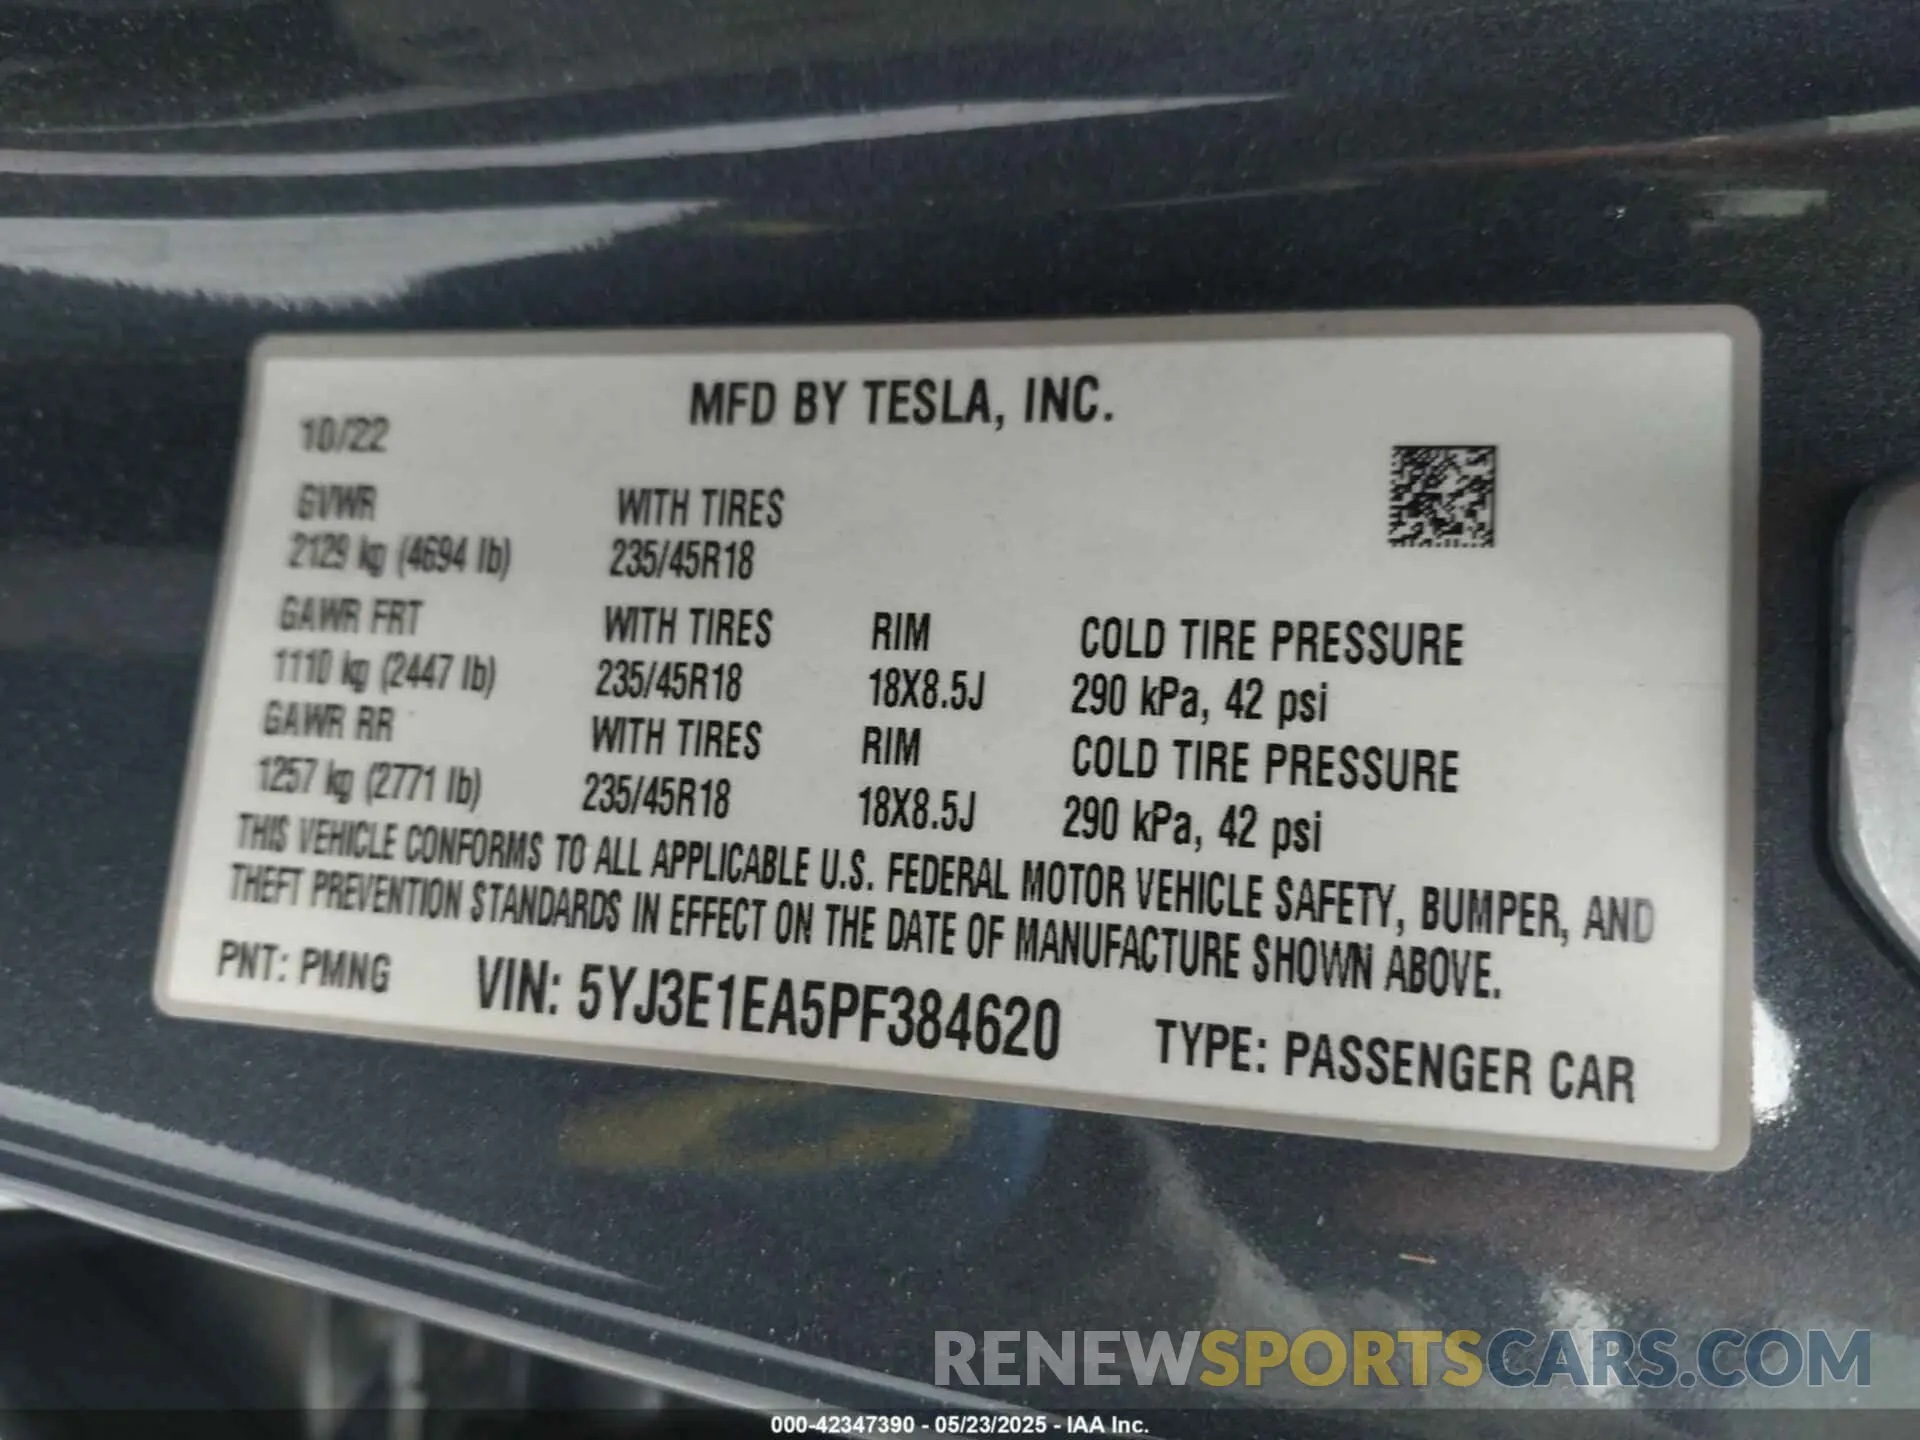 MFD BY TESLA, INC.
10/22
GVWR WITH TIRES
2129 kg (4694 lb) 235/45R18
GAWR FRT WITH TIRES RIM COLD TIRE PRESSURE
1110 kg (2447 lb) 235/45R18 18X8.5J 290 kPa, 42 psi
GAWR RR WITH TIRES RIM COLD TIRE PRESSURE
1257 kg (2771 lb) 235/45R18 18X8.5J 290 kPa, 42 psi
THIS VEHICLE CONFORMS TO ALL APPLICABLE U.S. FEDERAL MOTOR VEHICLE SAFETY, BUMPER, AND
THEFT PREVENTION STANDARDS IN EFFECT ON THE DATE OF MANUFACTURE SHOWN ABOVE.
PNT: PMNG VIN: 5YJ3E1EA5PF384620 TYPE: PASSENGER CAR
RENEWSPORTSCARS.COM
000-42347390 - 05/23/2025 - IAA Inc.